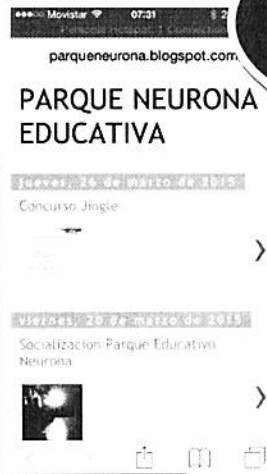 Movistar 07:31
parqueneurona.blogspot.com
PARQUE NEURONA
EDUCATIVA
jueves, 26 de marzo de 2015
Concurso Jingle
viernes, 20 de marzo de 2015
Socializacion Parque Educativo
Neurona